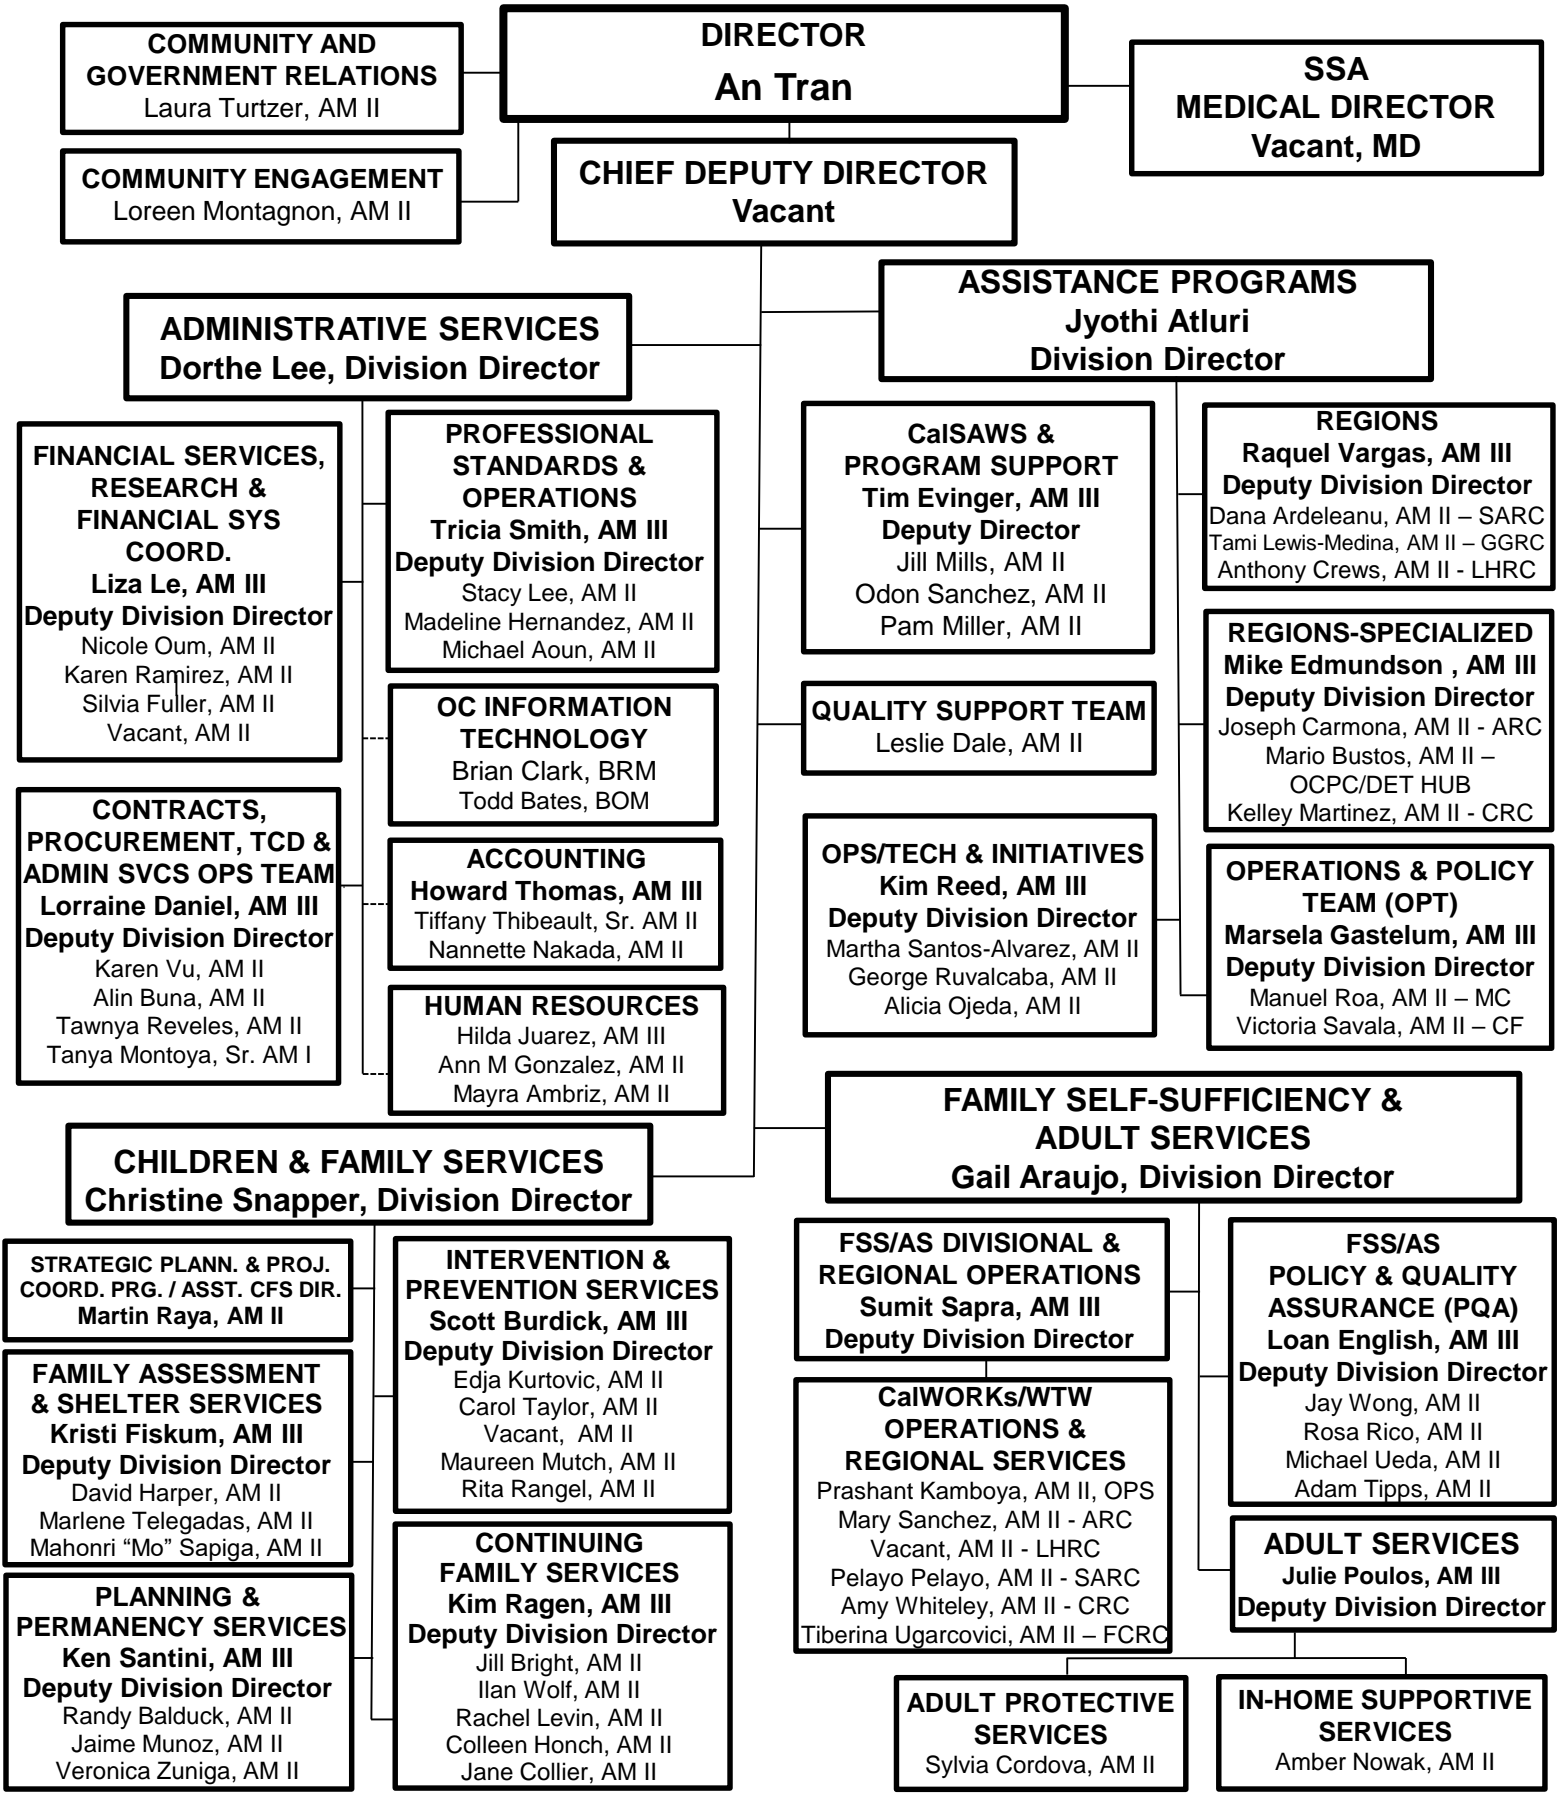 COMMUNITY AND
GOVERNMENT RELATIONS
Laura Turtzer, AM II
DIRECTOR
An Tran
SSA
MEDICAL DIRECTOR
Vacant, MD
COMMUNITY ENGAGEMENT
Loreen Montagnon, AM II
CHIEF DEPUTY DIRECTOR
Vacant
ADMINISTRATIVE SERVICES
Dorthe Lee, Division Director
ASSISTANCE PROGRAMS
Jyothi Atluri
Division Director
FINANCIAL SERVICES,
RESEARCH &
FINANCIAL SYS
COORD.
Liza Le, AM III
Deputy Division Director
Nicole Oum, AM II
Karen Ramirez, AM II
Silvia Fuller, AM II
Vacant, AM II
CONTRACTS,
PROCUREMENT, TCD &
ADMIN SVCS OPS TEAM
Lorraine Daniel, AM III
Deputy Division Director
Karen Vu, AM II
Alin Buna, AM II
Tawnya Reveles, AM II
Tanya Montoya, Sr. AM I
PROFESSIONAL
STANDARDS &
OPERATIONS
Tricia Smith, AM III
Deputy Division Director
Stacy Lee, AM II
Madeline Hernandez, AM II
Michael Aoun, AM II
OC INFORMATION
TECHNOLOGY
Brian Clark, BRM
Todd Bates, BOM
ACCOUNTING
Howard Thomas, AM III
Tiffany Thibeault, Sr. AM II
Nannette Nakada, AM II
HUMAN RESOURCES
Hilda Juarez, AM III
Ann M Gonzalez, AM II
Mayra Ambriz, AM II
CalSAWS &
PROGRAM SUPPORT
Tim Evinger, AM III
Deputy Director
Jill Mills, AM II
Odon Sanchez, AM II
Pam Miller, AM II
QUALITY SUPPORT TEAM
Leslie Dale, AM II
OPS/TECH & INITIATIVES
Kim Reed, AM III
Deputy Division Director
Martha Santos-Alvarez, AM II
George Ruvalcaba, AM II
Alicia Ojeda, AM II
REGIONS
Raquel Vargas, AM III
Deputy Division Director
Dana Ardeleanu, AM II – SARC
Tami Lewis-Medina, AM II – GGRC
Anthony Crews, AM II - LHRC
REGIONS-SPECIALIZED
Mike Edmundson , AM III
Deputy Division Director
Joseph Carmona, AM II - ARC
Mario Bustos, AM II –
OCPC/DET HUB
Kelley Martinez, AM II - CRC
OPERATIONS & POLICY
TEAM (OPT)
Marsela Gastelum, AM III
Deputy Division Director
Manuel Roa, AM II – MC
Victoria Savala, AM II – CF
CHILDREN & FAMILY SERVICES
Christine Snapper, Division Director
FAMILY SELF-SUFFICIENCY &
ADULT SERVICES
Gail Araujo, Division Director
STRATEGIC PLANN. & PROJ.
COORD. PRG. / ASST. CFS DIR.
Martin Raya, AM II
FAMILY ASSESSMENT
& SHELTER SERVICES
Kristi Fiskum, AM III
Deputy Division Director
David Harper, AM II
Marlene Telegadas, AM II
Mahonri “Mo” Sapiga, AM II
PLANNING &
PERMANENCY SERVICES
Ken Santini, AM III
Deputy Division Director
Randy Balduck, AM II
Jaime Munoz, AM II
Veronica Zuniga, AM II
INTERVENTION &
PREVENTION SERVICES
Scott Burdick, AM III
Deputy Division Director
Edja Kurtovic, AM II
Carol Taylor, AM II
Vacant, AM II
Maureen Mutch, AM II
Rita Rangel, AM II
CONTINUING
FAMILY SERVICES
Kim Ragen, AM III
Deputy Division Director
Jill Bright, AM II
Ilan Wolf, AM II
Rachel Levin, AM II
Colleen Honch, AM II
Jane Collier, AM II
FSS/AS DIVISIONAL &
REGIONAL OPERATIONS
Sumit Sapra, AM III
Deputy Division Director
CalWORKs/WTW
OPERATIONS &
REGIONAL SERVICES
Prashant Kamboya, AM II, OPS
Mary Sanchez, AM II - ARC
Vacant, AM II - LHRC
Pelayo Pelayo, AM II - SARC
Amy Whiteley, AM II - CRC
Tiberina Ugarcovici, AM II – FCRC
FSS/AS
POLICY & QUALITY
ASSURANCE (PQA)
Loan English, AM III
Deputy Division Director
Jay Wong, AM II
Rosa Rico, AM II
Michael Ueda, AM II
Adam Tipps, AM II
ADULT SERVICES
Julie Poulos, AM III
Deputy Division Director
ADULT PROTECTIVE
SERVICES
Sylvia Cordova, AM II
IN-HOME SUPPORTIVE
SERVICES
Amber Nowak, AM II